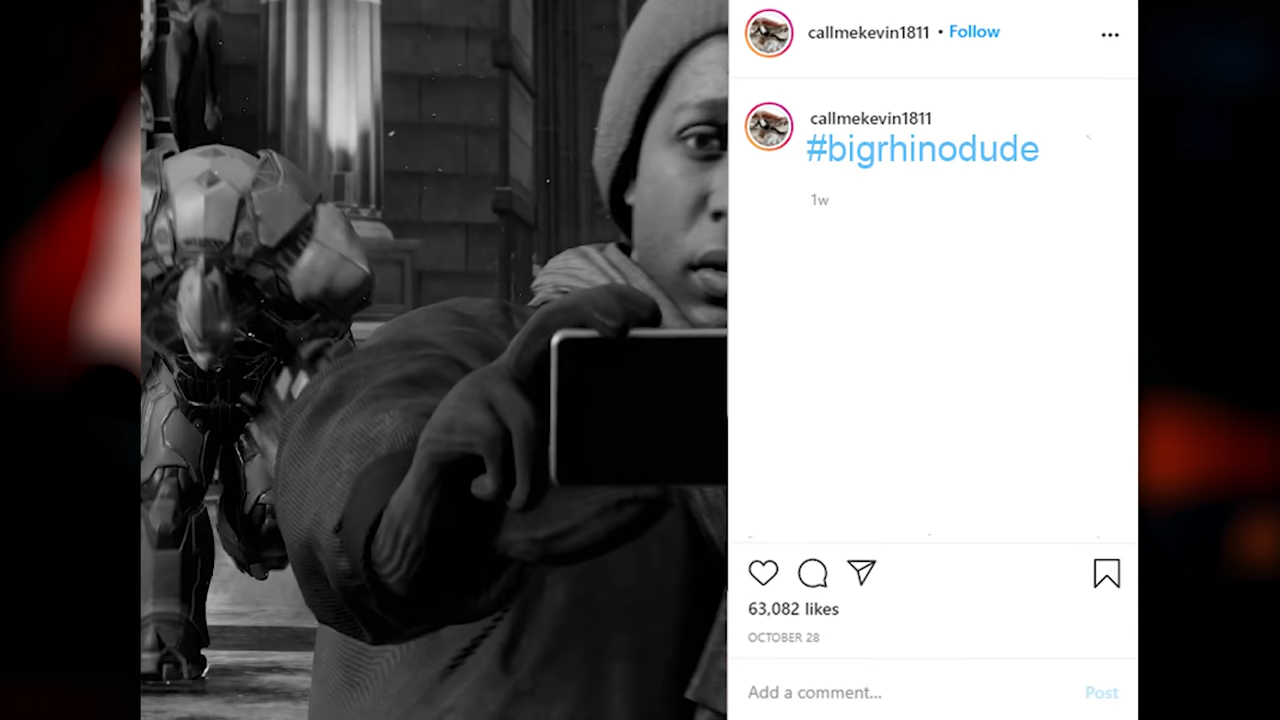 callmekevin1811 • Follow
callmekevin1811
#bigrhinodude
1w
63,082 likes
OCTOBER 28
Add a comment... Post